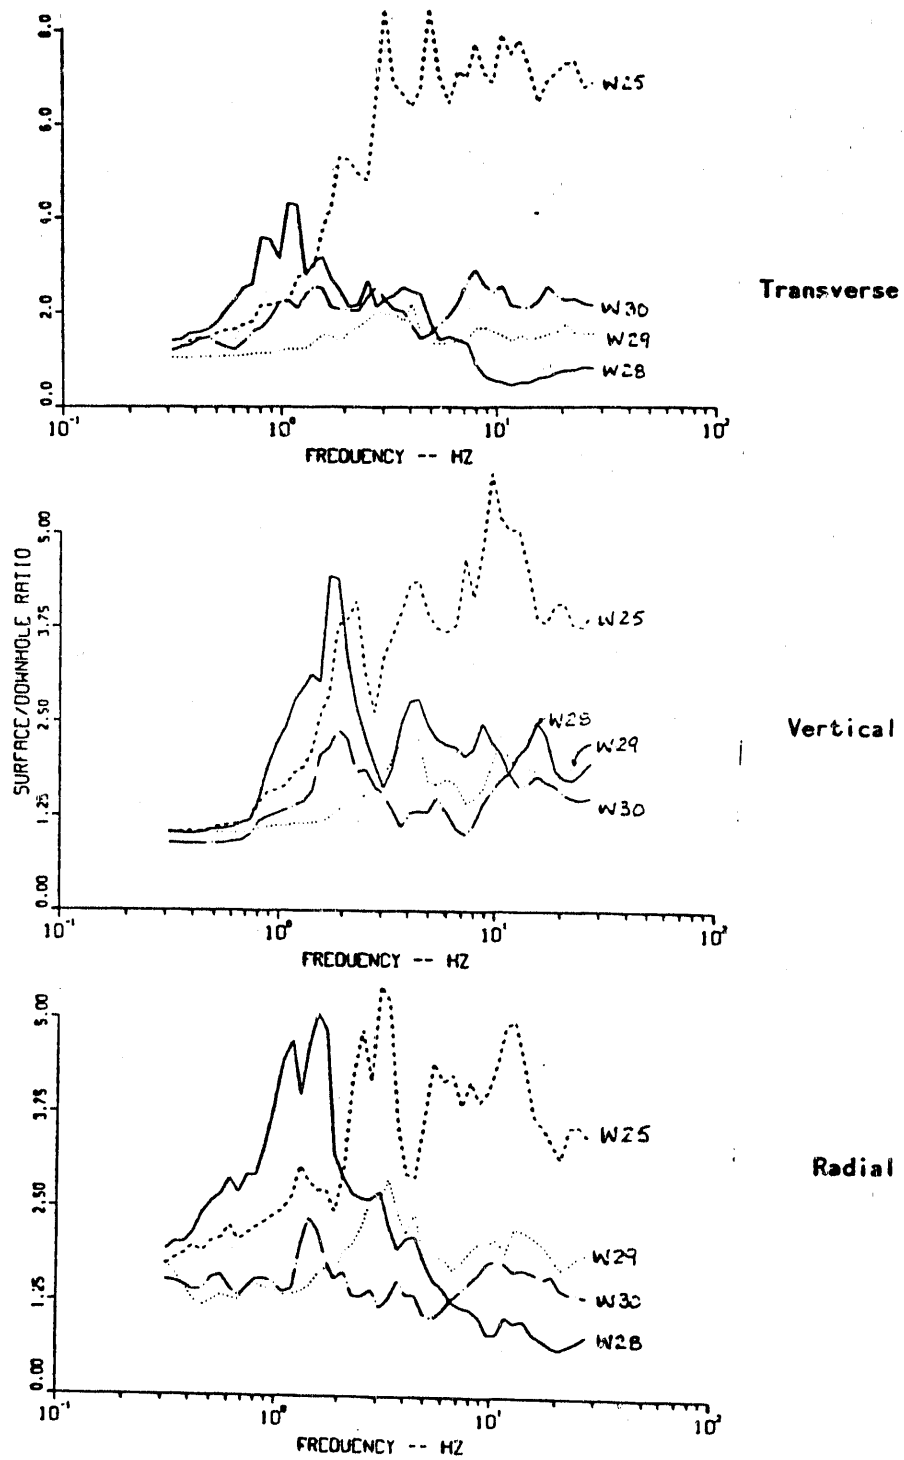 8.0
6.0
4.0
2.0
0.0
W25
W30
W29
W28
Transverse
10⁻¹ 10⁰ 10¹ 10²
FREQUENCY -- HZ
SURFACE/DOWNHOLE RATIO
5.00
3.75
2.50
1.25
0.00
W25
W28
W29
W30
Vertical
10⁻¹ 10⁰ 10¹ 10²
FREQUENCY -- HZ
5.00
3.75
2.50
1.25
0.00
W25
W29
W30
W28
Radial
10⁻¹ 10⁰ 10¹ 10²
FREQUENCY -- HZ